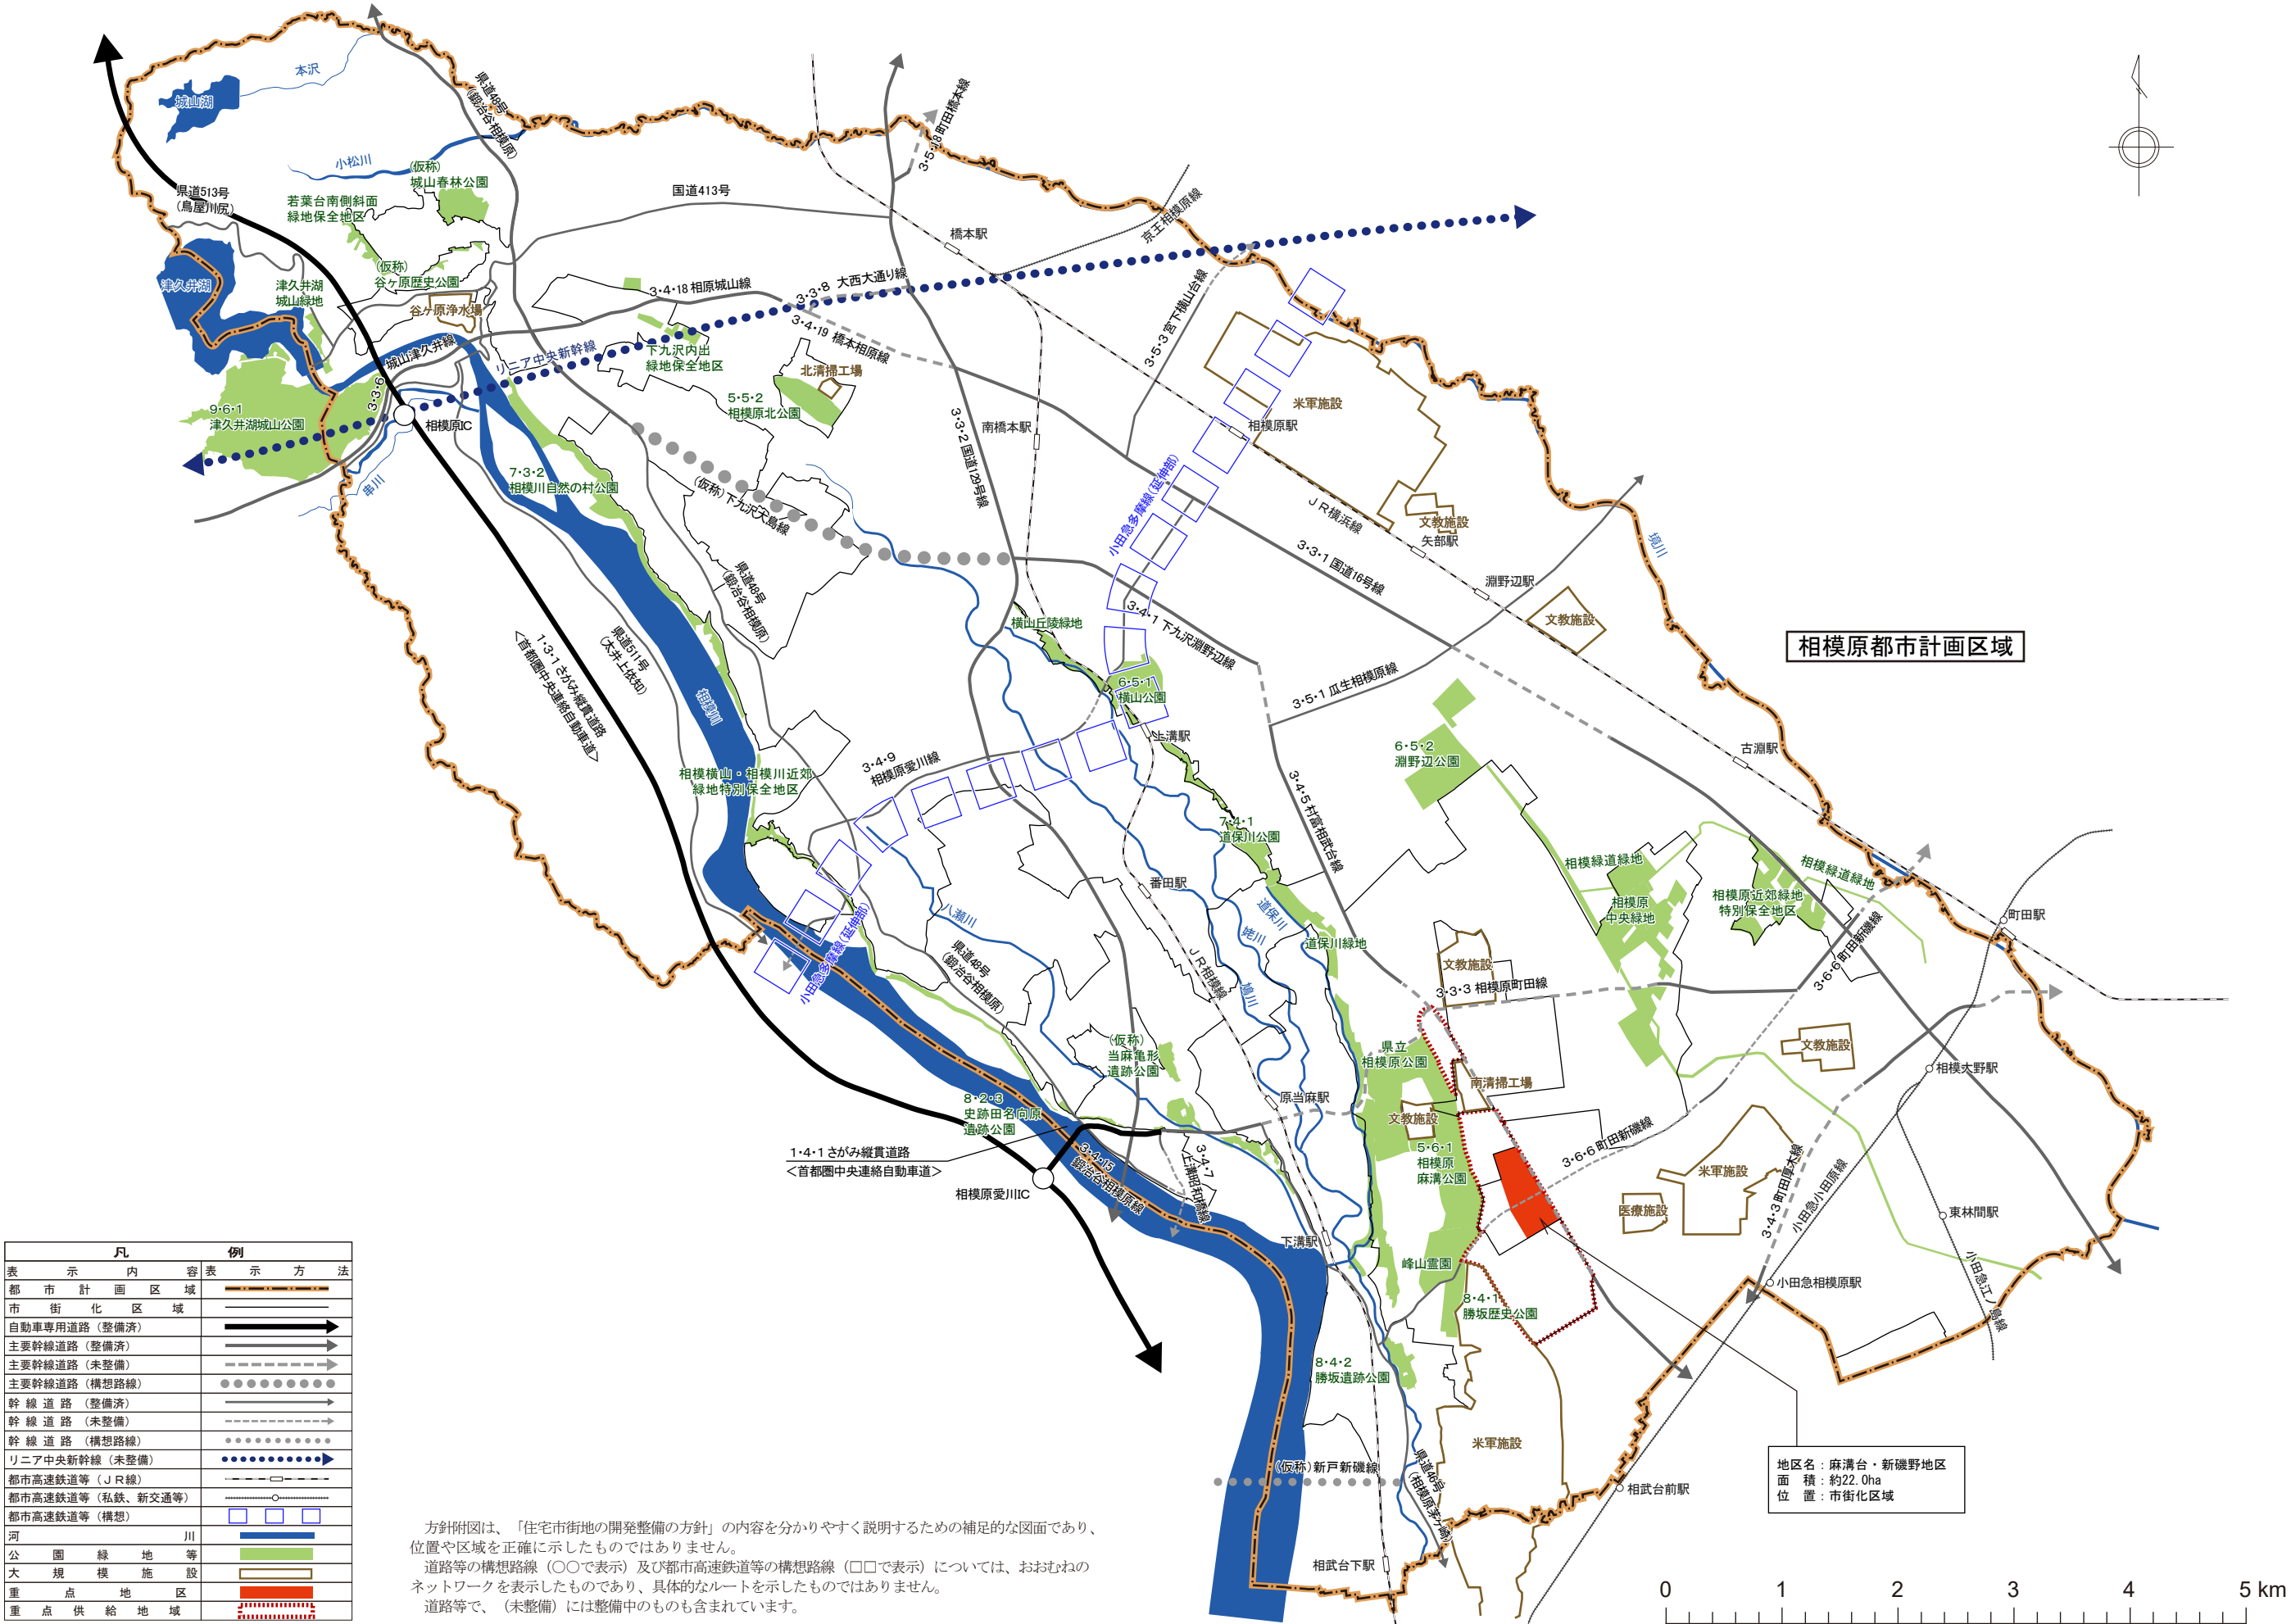 本沢
城山湖
県道48号
(鍛冶谷相模原)
小松川
(仮称)
城山春林公園
県道513号
(鳥屋川尻)
若葉台南側斜面
緑地保全地区
国道413号
3・5・18 町田橋本線
橋本駅
京王相模原線
(仮称)
谷ヶ原歴史公園
津久井湖
津久井湖
城山緑地
谷ヶ原浄水場
3・4・18 相原城山線
3・3・8 大西大通り線
3・4・19 橋本相原線
3・5・3 宮下横山台線
3・3・6 城山津久井線
リニア中央新幹線
下九沢内出
緑地保全地区
北清掃工場
5・5・2
相模原北公園
9・6・1
津久井湖城山公園
相模原IC
串川
南橋本駅
3・3・2 国道129号線
米軍施設
相模原駅
7・3・2
相模川自然の村公園
(仮称)下九沢大島線
小田急多摩線(延伸部)
JR横浜線
文教施設
矢部駅
境川
3・3・1 国道16号線
淵野辺駅
文教施設
県道48号
(鍛冶谷相模原)
横山丘陵緑地
3・4・1 下九沢淵野辺線
相模原都市計画区域
1・3・1 さがみ縦貫道路
<首都圏中央連絡自動車道>
県道511号
(太井上依知)
相模川
6・5・1
横山公園
3・5・1 瓜生相模原線
上溝駅
6・5・2
淵野辺公園
古淵駅
3・4・9
相模原愛川線
相模横山・相模川近郊
緑地特別保全地区
3・4・5 村富相武台線
7・4・1
道保川公園
相模緑道緑地
相模原
中央緑地
相模原近郊緑地
特別保全地区
相模緑道緑地
番田駅
町田駅
八瀬川
道保川
姥川
鳩川
道保川緑地
小田急多摩線(延伸部)
県道48号
(鍛冶谷相模原)
JR相模線
文教施設
3・3・3 相模原町田線
3・6・6 町田新磯線
(仮称)
当麻亀形
遺跡公園
県立
相模原公園
文教施設
相模大野駅
南清掃工場
原当麻駅
文教施設
8・2・3
史跡田名向原
遺跡公園
1・4・1 さがみ縦貫道路
<首都圏中央連絡自動車道>
3・4・15
鍛冶谷相模原線
3・4・7
上溝昭和橋線
相模原愛川IC
5・6・1
相模原
麻溝公園
3・6・6 町田新磯線
米軍施設
医療施設
3・4・3 町田厚木線
小田急小田原線
東林間駅
下溝駅
峰山霊園
小田急相模原駅
小田急江ノ島線
8・4・1
勝坂歴史公園
8・4・2
勝坂遺跡公園
米軍施設
(仮称)新戸新磯線
県道46号
(相模原茅ヶ崎)
相武台前駅
相武台下駅
地区名：麻溝台・新磯野地区
面　積：約22.0ha
位　置：市街化区域
凡　例
表示内容　表示方法
都市計画区域
市街化区域
自動車専用道路（整備済）
主要幹線道路（整備済）
主要幹線道路（未整備）
主要幹線道路（構想路線）
幹線道路（整備済）
幹線道路（未整備）
幹線道路（構想路線）
リニア中央新幹線（未整備）
都市高速鉄道等（ＪＲ線）
都市高速鉄道等（私鉄、新交通等）
都市高速鉄道等（構想）
河川
公園緑地等
大規模施設
重点地区
重点供給地域
方針附図は、「住宅市街地の開発整備の方針」の内容を分かりやすく説明するための補足的な図面であり、
位置や区域を正確に示したものではありません。
道路等の構想路線（○○で表示）及び都市高速鉄道等の構想路線（□□で表示）については、おおむねの
ネットワークを表示したものであり、具体的なルートを示したものではありません。
道路等で、（未整備）には整備中のものも含まれています。
0 1 2 3 4 5 km